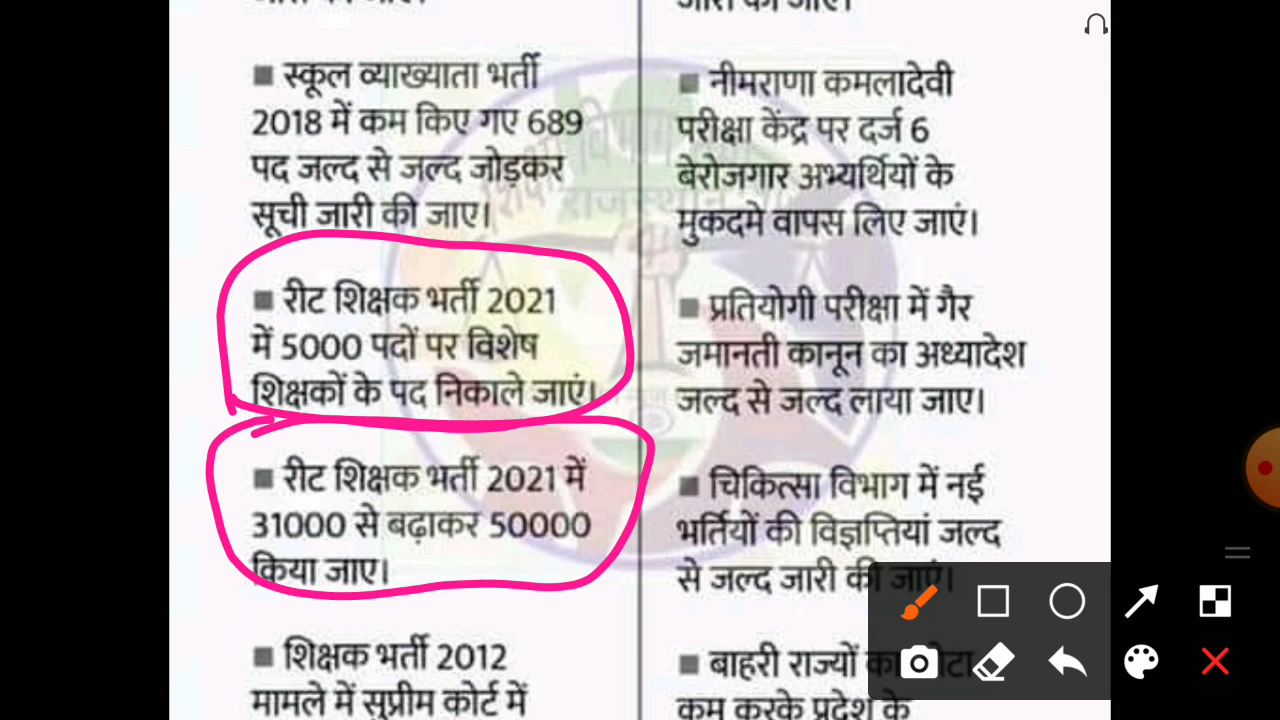 ■ स्कूल व्याख्याता भर्ती
2018 में कम किए गए 689
पद जल्द से जल्द जोड़कर
सूची जारी की जाए।
■ रीट शिक्षक भर्ती 2021
में 5000 पदों पर विशेष
शिक्षकों के पद निकाले जाएं।
■ रीट शिक्षक भर्ती 2021 में
31000 से बढ़ाकर 50000
किया जाए।
■ शिक्षक भर्ती 2012
मामले में सुप्रीम कोर्ट में
■ नीमराणा कमलादेवी
परीक्षा केंद्र पर दर्ज 6
बेरोजगार अभ्यर्थियों के
मुकदमे वापस लिए जाएं।
■ प्रतियोगी परीक्षा में गैर
जमानती कानून का अध्यादेश
जल्द से जल्द लाया जाए।
■ चिकित्सा विभाग में नई
भर्तियों की विज्ञप्तियां जल्द
से जल्द जारी की जाएं।
■ बाहरी राज्यों का
कम करके प्रदेश के
राजस्थान